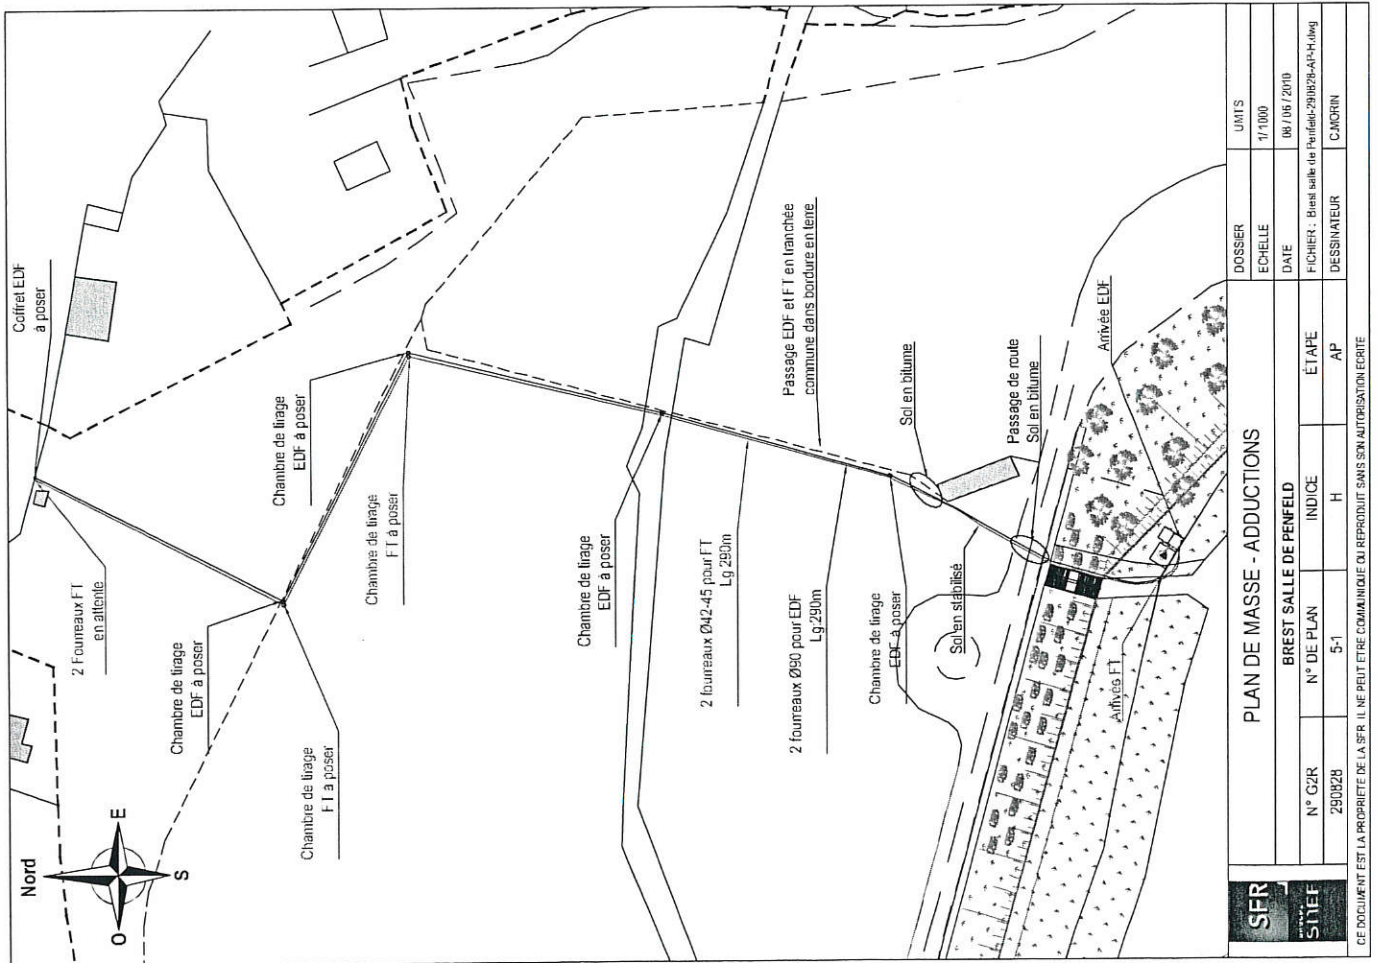 Nord
E
S
O
Coffret EDF
à poser
2 Fourreaux FT
en attente
Chambre de tirage
EDF à poser
Chambre de tirage
FT à poser
Chambre de tirage
EDF à poser
Chambre de tirage
FT à poser
Chambre de tirage
EDF à poser
2 fourreaux Ø42-45 pour FT
Lg 290m
2 fourreaux Ø90 pour EDF
Lg:290m
Passage EDF et FT en tranchée
commune dans bordure en terre
Chambre de tirage
EDF à poser
Sol en bitume
Sol en stabilisé
Passage de route
Sol en bitume
Arrivée EDF
Arrivée FT
SFR
SNEF
PLAN DE MASSE - ADDUCTIONS
BREST SALLE DE PENFELD
N° G2R
N° DE PLAN
INDICE
ÉTAPE
290828
5-1
H
AP
DOSSIER
UMTS
ECHELLE
1/1000
DATE
08 / 06 / 2010
FICHIER : Brest salle de Penfeld-290828-AP-H.dwg
DESSINATEUR
C.MORIN
CE DOCUMENT EST LA PROPRIETE DE LA SFR IL NE PEUT ETRE COMMUNIQUE OU REPRODUIT SANS SON AUTORISATION ECRITE